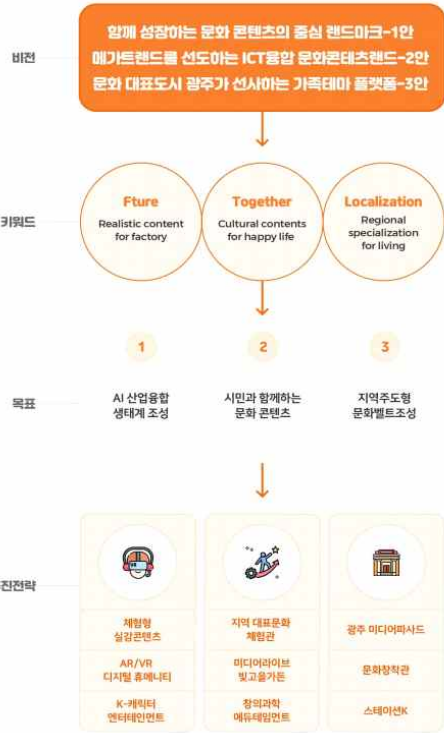 비전
함께 성장하는 문화 콘텐츠의 중심 랜드마크-1안
메가트랜드를 선도하는 ICT융합 문화콘테츠랜드-2안
문화 대표도시 광주가 선사하는 가족테마 플랫폼-3안
키워드
Fture
Realistic content
for factory
Together
Cultural contents
for happy life
Localization
Regional
specialization
for living
목표
1
AI 산업융합
생태계 조성
2
시민과 함께하는
문화 콘텐츠
3
지역주도형
문화벨트조성
진전략
체험형
실감콘텐츠
AR/VR
디지털 휴메니티
K-캐릭터
엔터테인먼트
지역 대표문화
체험관
미디어라이브
빛고을가든
창의과학
에듀테임먼트
광주 미디어파사드
문화창작관
스테이션K